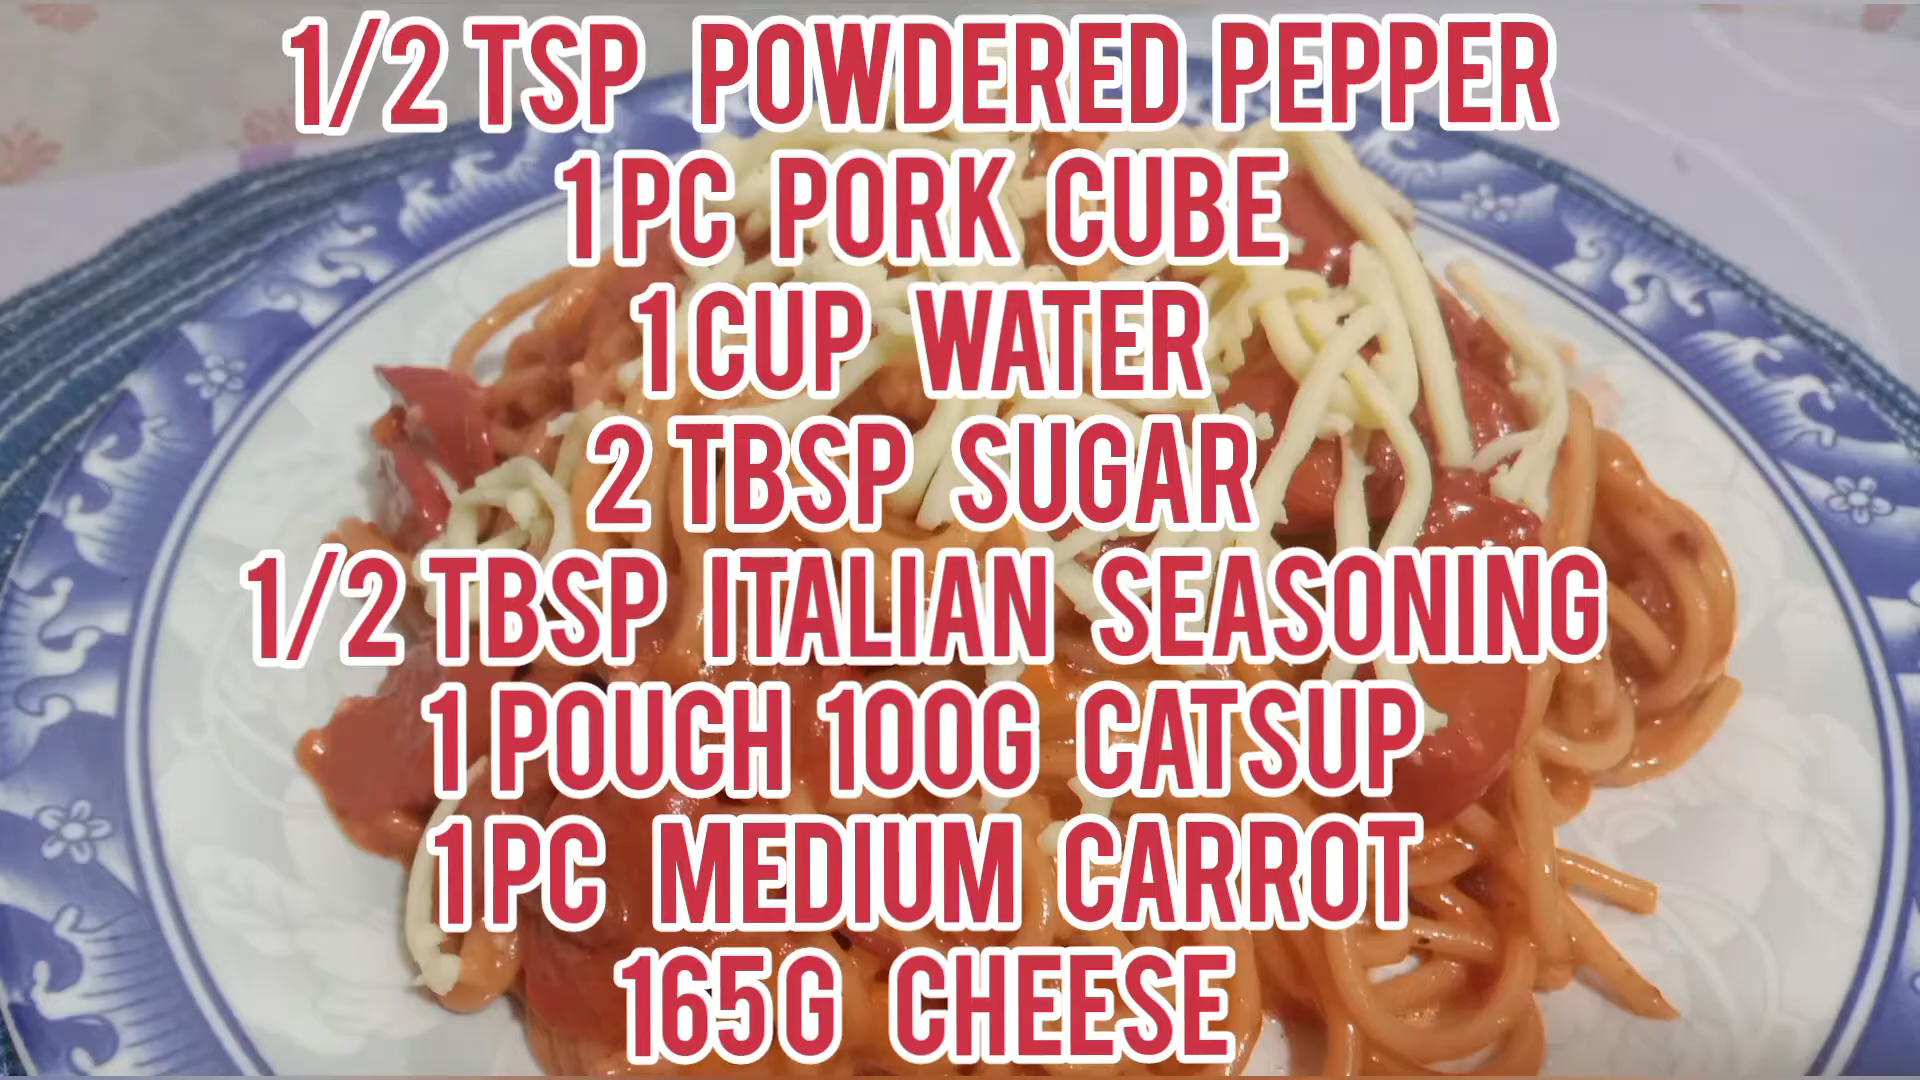 1/2 TSP POWDERED PEPPER
1 PC PORK CUBE
1 CUP WATER
2 TBSP SUGAR
1/2 TBSP ITALIAN SEASONING
1 POUCH 100G CATSUP
1 PC MEDIUM CARROT
165G CHEESE